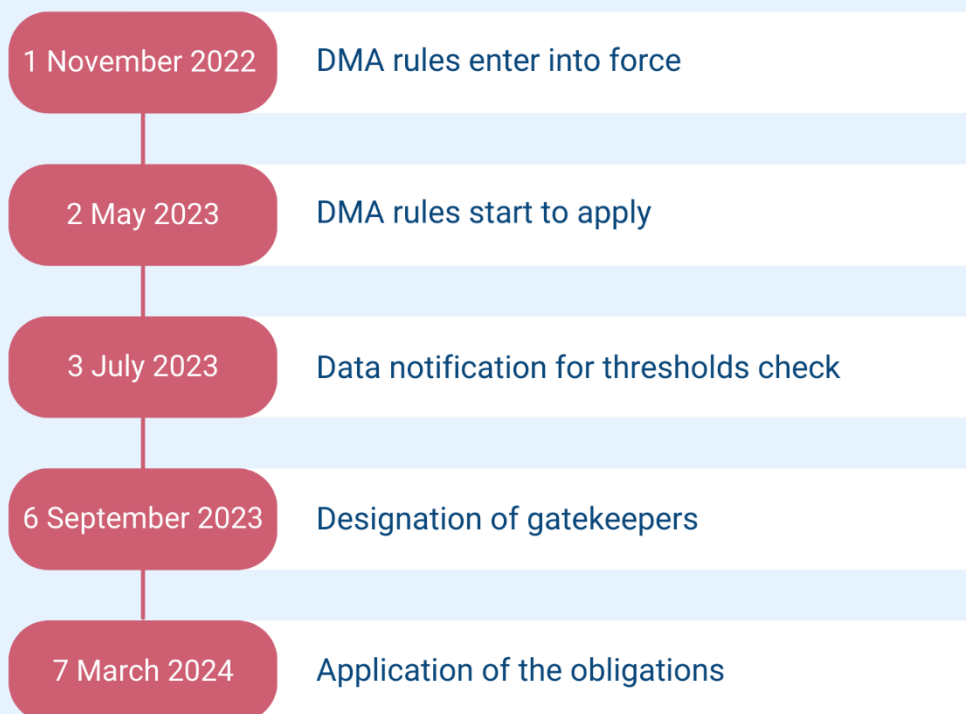 1 November 2022
DMA rules enter into force
2 May 2023
DMA rules start to apply
3 July 2023
Data notification for thresholds check
6 September 2023
Designation of gatekeepers
7 March 2024
Application of the obligations